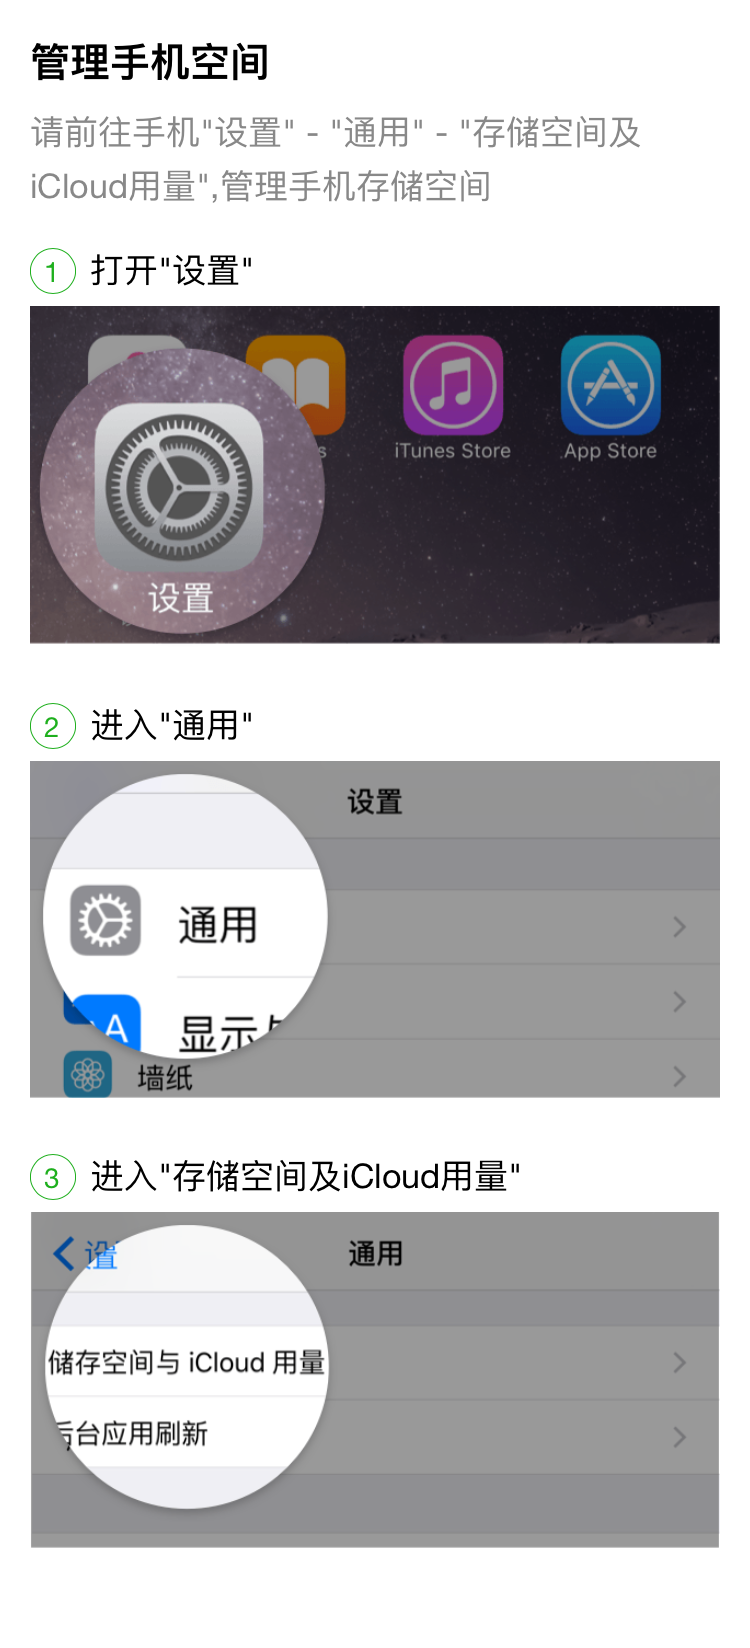 管理手机空间
请前往手机"设置" - "通用" - "存储空间及
iCloud用量",管理手机存储空间
1 打开"设置"
iTunes Store
App Store
设置
2 进入"通用"
设置
通用
显示与
墙纸
3 进入"存储空间及iCloud用量"
设置
通用
储存空间与 iCloud 用量
后台应用刷新